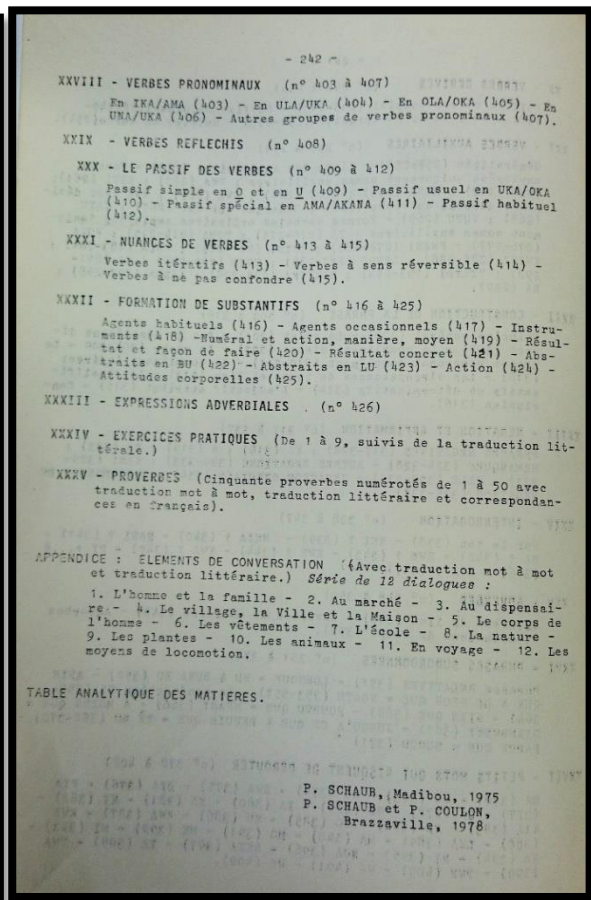 - 242 -
XXVIII - VERBES PRONOMINAUX (n° 403 à 407)
En IKA/AMA (403) - En ULA/UKA (404) - En OLA/OKA (405) - En
UNA/UKA (406) - Autres groupes de verbes pronominaux (407).
XXIX - VERBES REFLECHIS (n° 408)
XXX - LE PASSIF DES VERBES (n° 409 à 412)
Passif simple en O et en U (409) - Passif usuel en UKA/OKA
(410) - Passif spécial en AMA/AKANA (411) - Passif habituel
(412).
XXXI - NUANCES DE VERBES (n° 413 à 415)
Verbes itératifs (413) - Verbes à sens réversible (414) -
Verbes à ne pas confondre (415).
XXXII - FORMATION DE SUBSTANTIFS (n° 416 à 425)
Agents habituels (416) - Agents occasionnels (417) - Instru-
ments (418) -Numéral et action, manière, moyen (419) - Résul-
tat et façon de faire (420) - Résultat concret (421) - Abs-
traits en BU (422) - Abstraits en LU (423) - Action (424) -
Attitudes corporelles (425).
XXXIII - EXPRESSIONS ADVERBIALES . (n° 426)
XXXIV - EXERCICES PRATIQUES (De 1 à 9, suivis de la traduction lit-
térale.)
XXXV - PROVERBES (Cinquante proverbes numérotés de 1 à 50 avec
traduction mot à mot, traduction littéraire et correspondan-
ces en français).
APPENDICE : ELEMENTS DE CONVERSATION (Avec traduction mot à mot
et traduction littéraire.) Série de 12 dialogues :
1. L'homme et la famille - 2. Au marché - 3. Au dispensai-
re - 4. Le village, la Ville et la Maison - 5. Le corps de
l'homme - 6. Les vêtements - 7. L'école - 8. La nature -
9. Les plantes - 10. Les animaux - 11. En voyage - 12. Les
moyens de locomotion.
TABLE ANALYTIQUE DES MATIERES.
P. SCHAUB, Madibou, 1975
P. SCHAUB et P. COULON,
Brazzaville, 1978